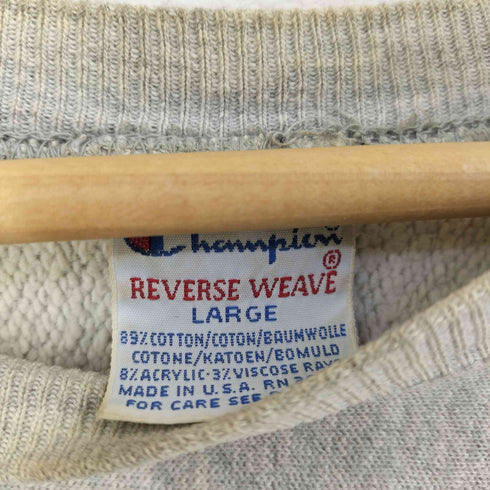 Champion
®
REVERSE WEAVE
LARGE
89% COTTON/COTON/BAUMWOLLE
COTONE/KATOEN/BOMULD
8% ACRYLIC·3% VISCOSE
MADE IN U.S.A. RN
FOR CARE SEE